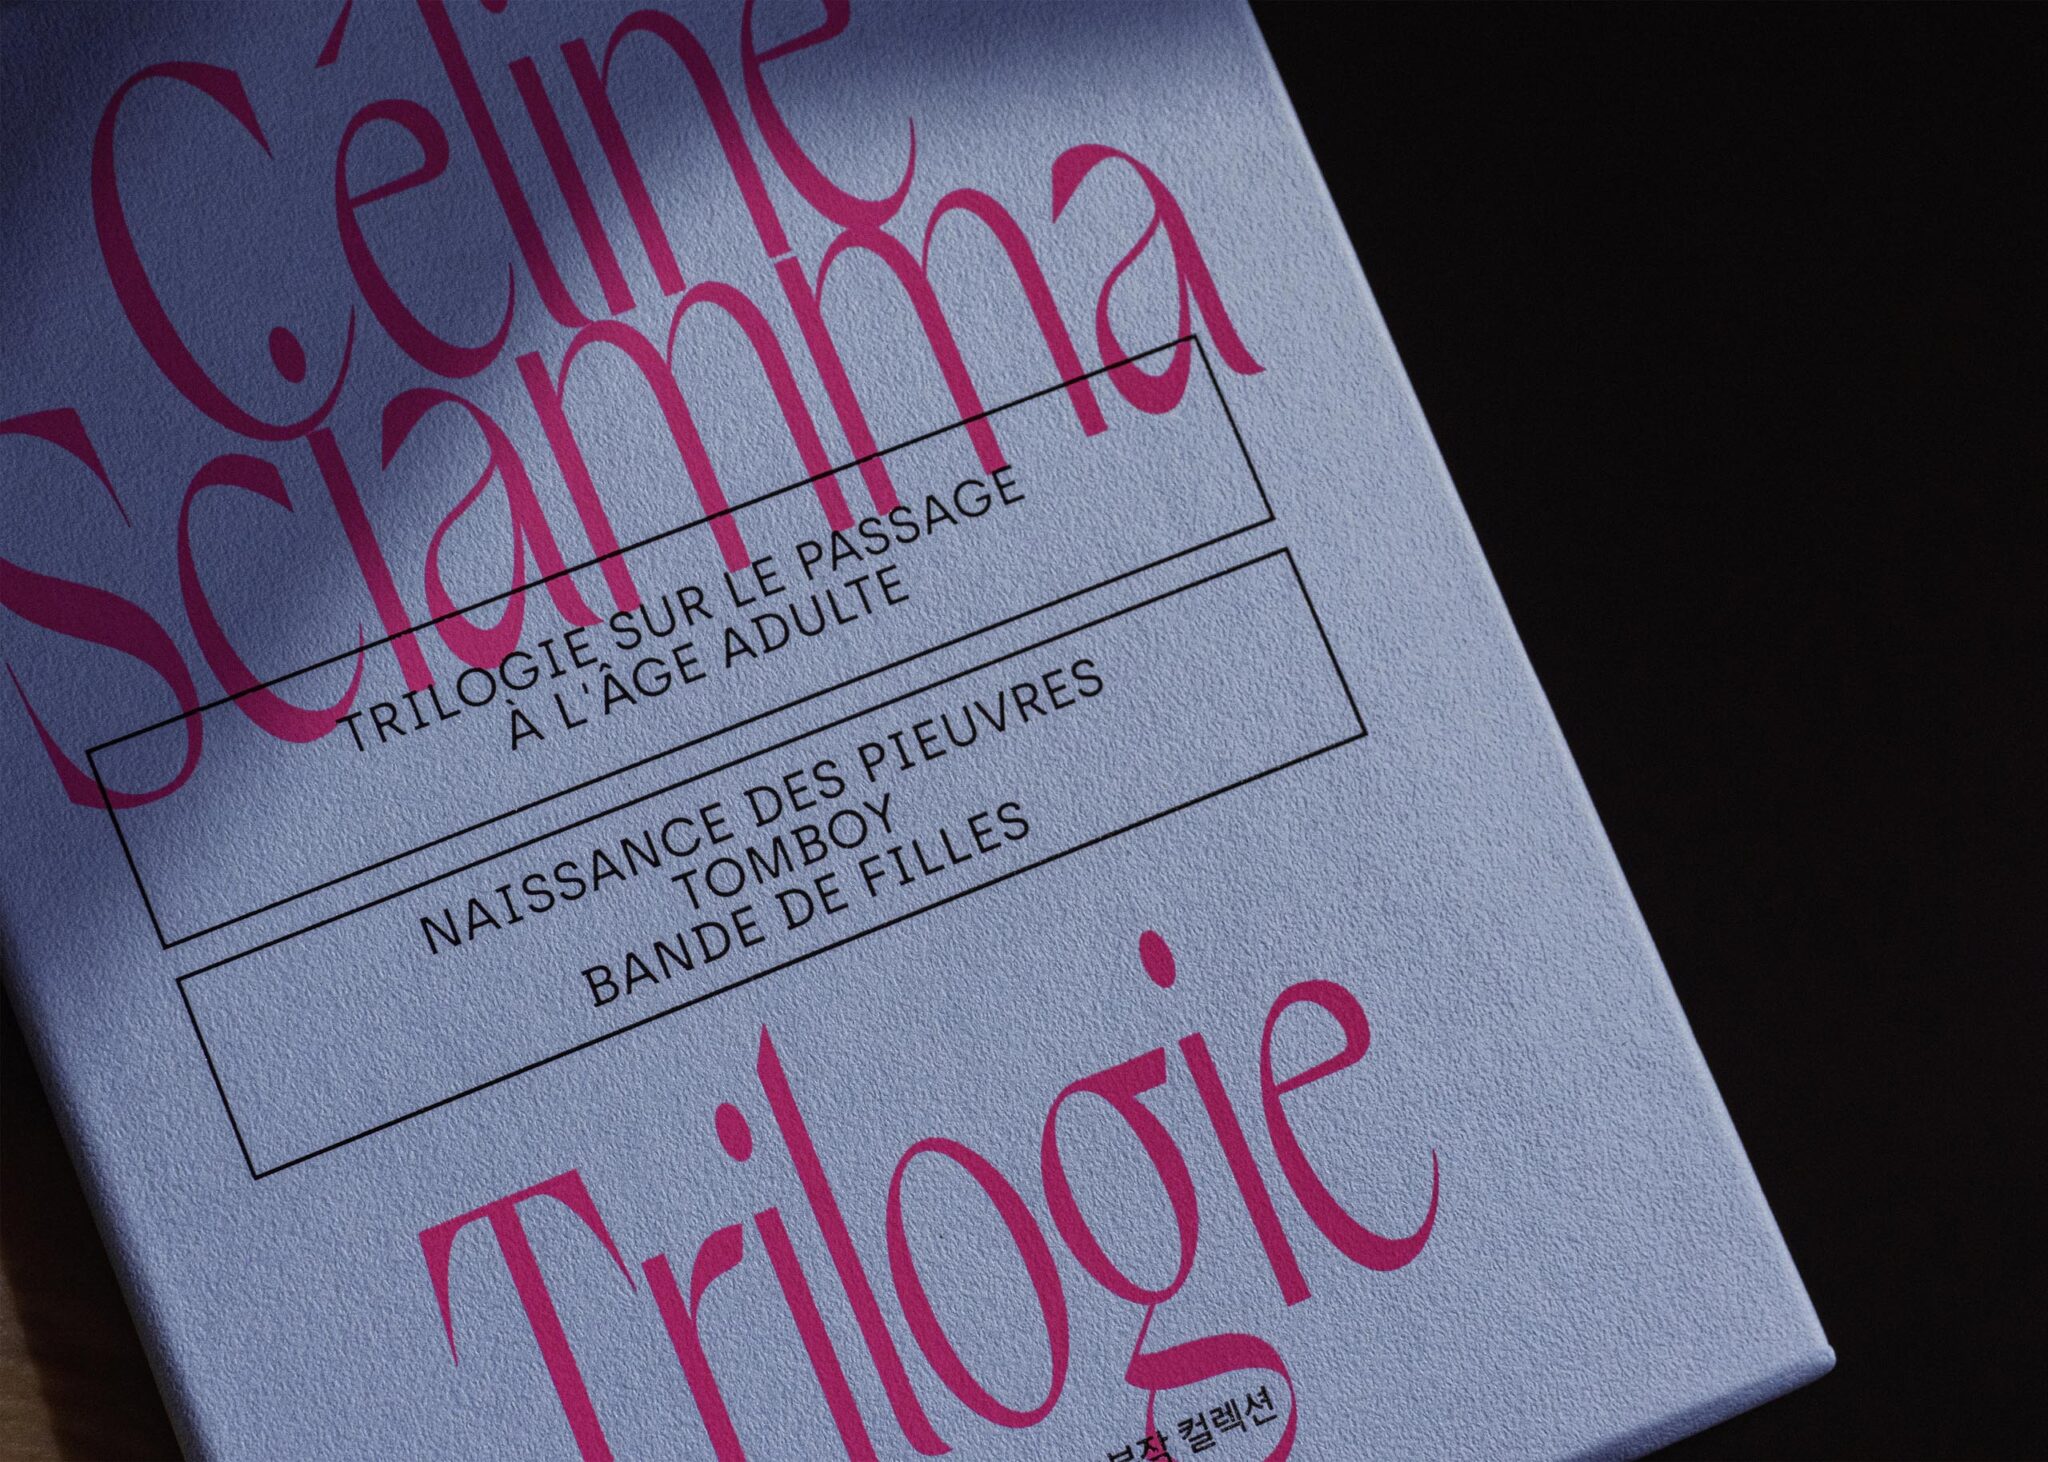 Céline
Sciamma
TRILOGIE SUR LE PASSAGE
À L'ÂGE ADULTE
NAISSANCE DES PIEUVRES
TOMBOY
BANDE DE FILLES
Trilogie
컬렉션